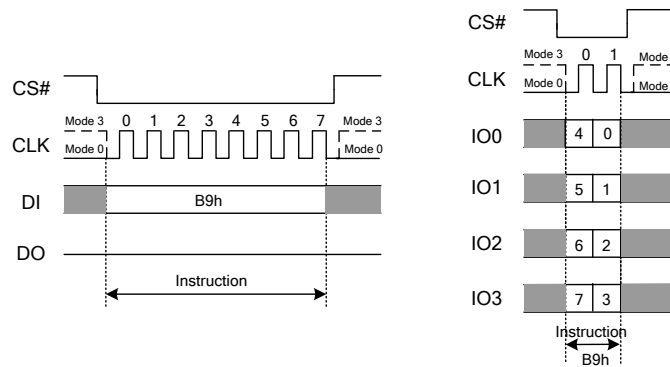 CS#
Mode 3 0 1 2 3 4 5 6 7 Mode 3
CLK Mode 0 Mode 0
DI B9h
DO
Instruction
CS#
Mode 3 0 1 Mode
CLK Mode 0 Mode
IO0 4 0
IO1 5 1
IO2 6 2
IO3 7 3
Instruction
B9h